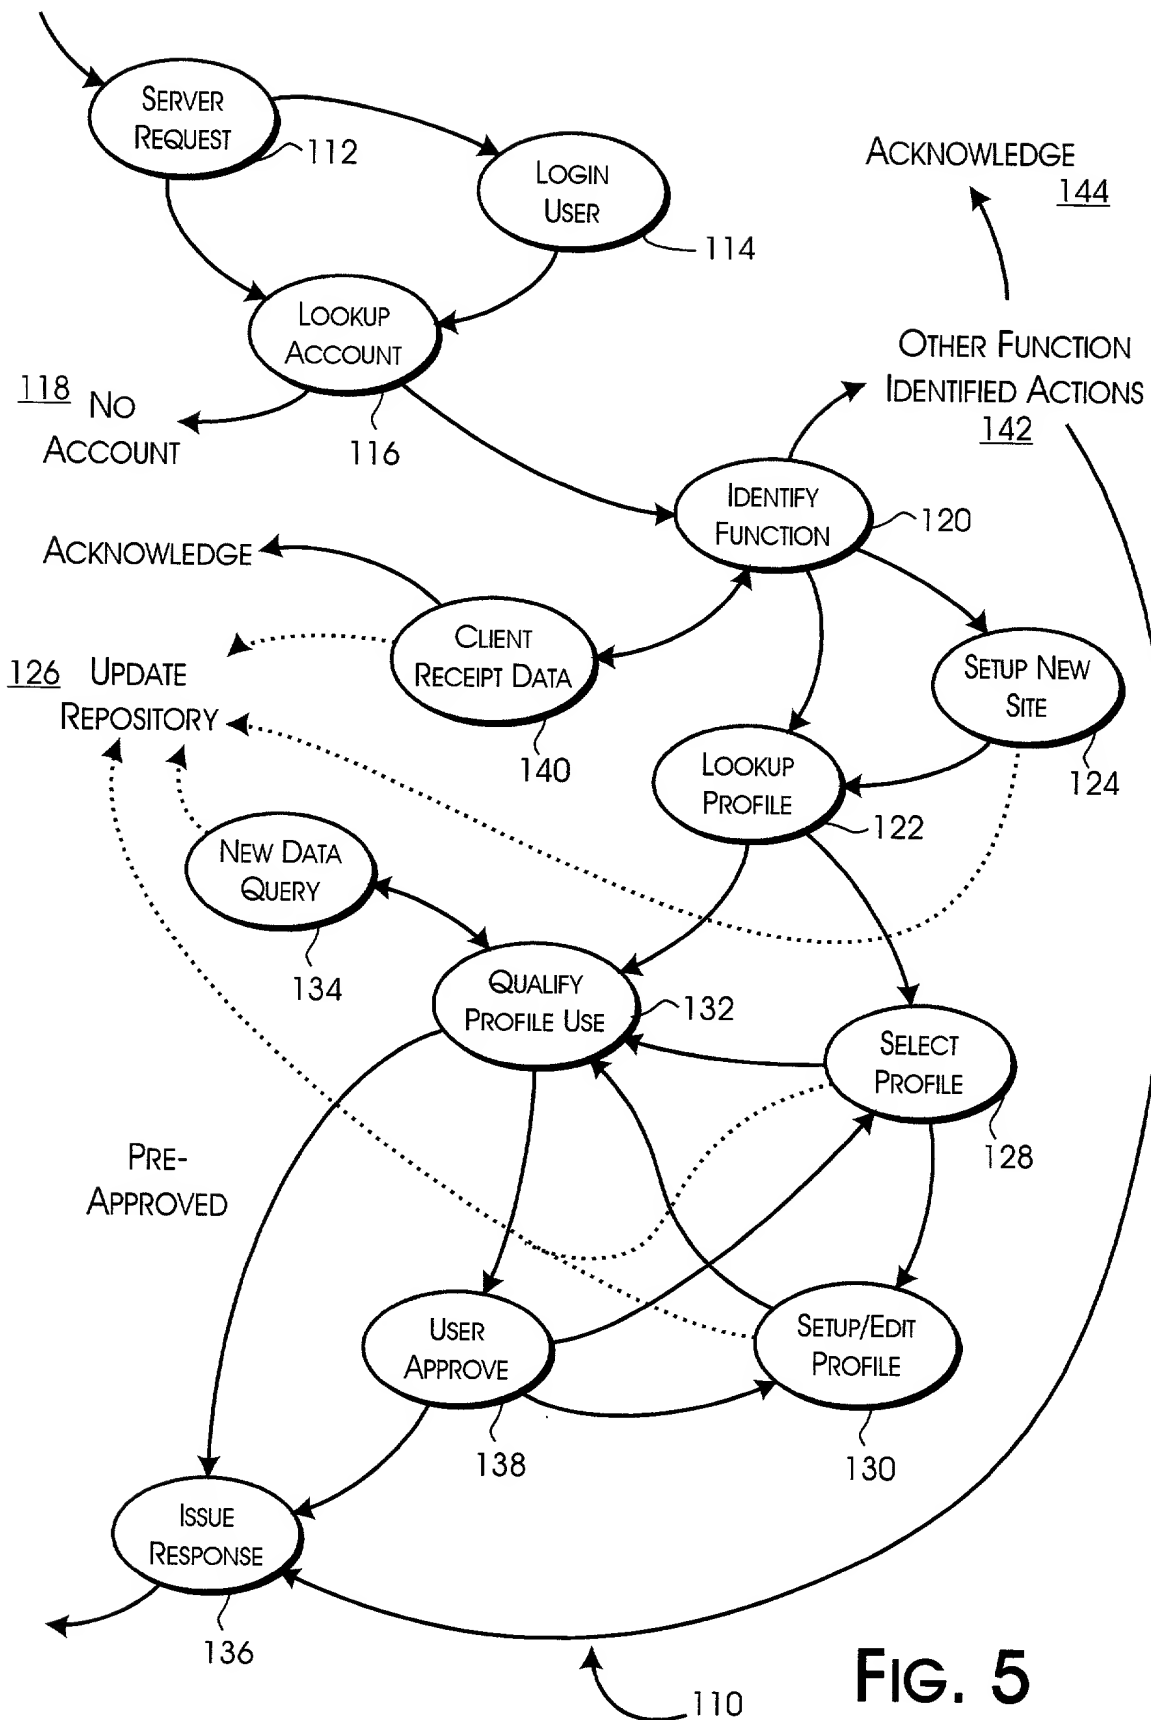 SERVER
REQUEST
112
LOGIN
USER
114
ACKNOWLEDGE
144
LOOKUP
ACCOUNT
116
118 NO
ACCOUNT
OTHER FUNCTION
IDENTIFIED ACTIONS
142
IDENTIFY
FUNCTION
120
ACKNOWLEDGE
CLIENT
RECEIPT DATA
140
126 UPDATE
REPOSITORY
SETUP NEW
SITE
124
LOOKUP
PROFILE
122
NEW DATA
QUERY
134
QUALIFY
PROFILE USE
132
SELECT
PROFILE
128
PRE-
APPROVED
USER
APPROVE
138
SETUP/EDIT
PROFILE
130
ISSUE
RESPONSE
136
110
FIG. 5